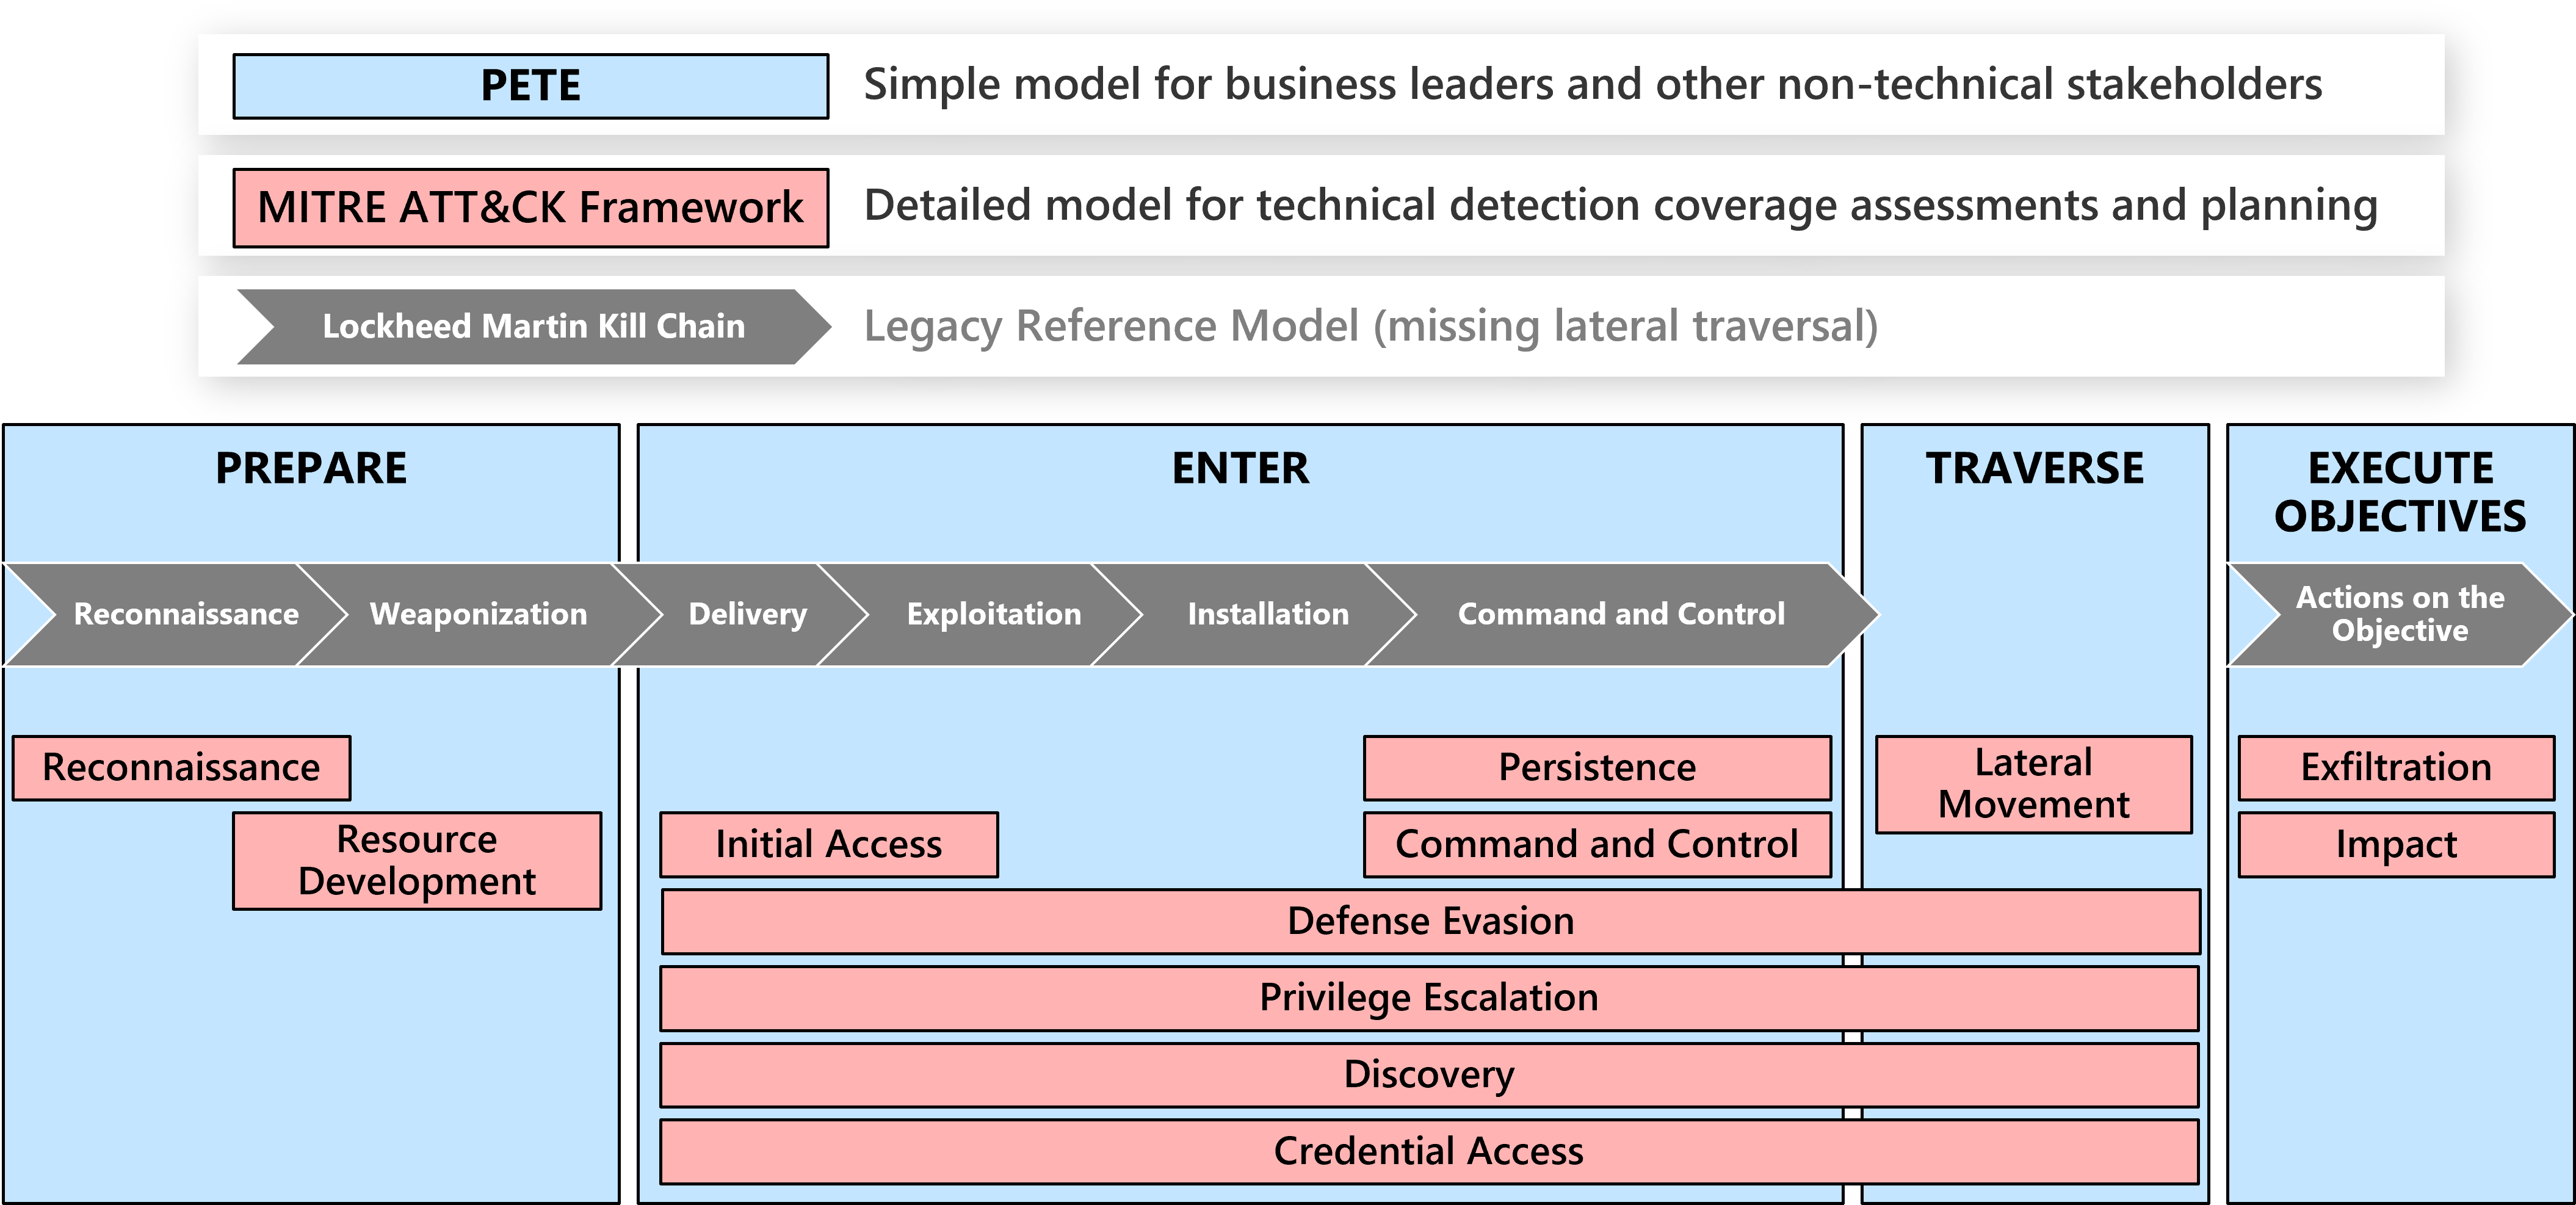 PETE
Simple model for business leaders and other non-technical stakeholders
MITRE ATT&CK Framework
Detailed model for technical detection coverage assessments and planning
Lockheed Martin Kill Chain
Legacy Reference Model (missing lateral traversal)
PREPARE
ENTER
TRAVERSE
EXECUTE
OBJECTIVES
Reconnaissance
Weaponization
Delivery
Exploitation
Installation
Command and Control
Actions on the
Objective
Reconnaissance
Persistence
Lateral
Movement
Exfiltration
Resource
Development
Initial Access
Command and Control
Impact
Defense Evasion
Privilege Escalation
Discovery
Credential Access